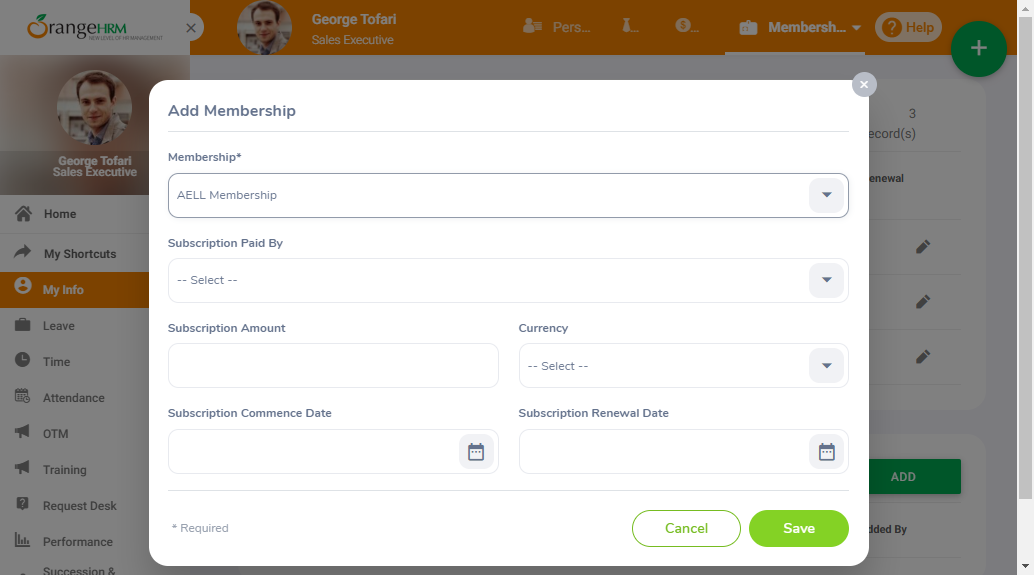 OrangeHRM
NEW LEVEL OF HR MANAGEMENT
George Tofari
Sales Executive
Pers...
Membersh...
Help
George Tofari
Sales Executive
Home
My Shortcuts
My Info
Leave
Time
Attendance
OTM
Training
Request Desk
Performance
Succession &
Add Membership
Membership*
AELL Membership
Subscription Paid By
-- Select --
Subscription Amount
Currency
-- Select --
Subscription Commence Date
Subscription Renewal Date
* Required
Cancel
Save
3
ecord(s)
enewal
ADD
dded By